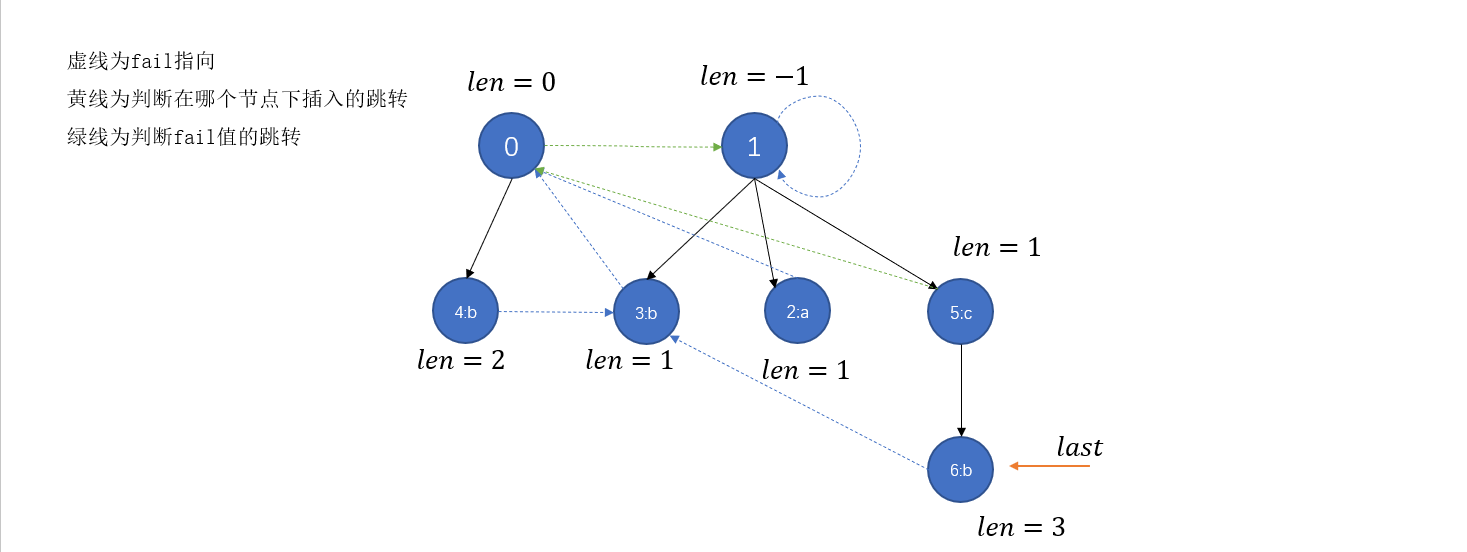 虚线为fail指向
黄线为判断在哪个节点下插入的跳转
绿线为判断fail值的跳转
len = 0
len = −1
0
1
len = 1
4:b
3:b
2:a
5:c
len = 2
len = 1
len = 1
last
6:b
len = 3